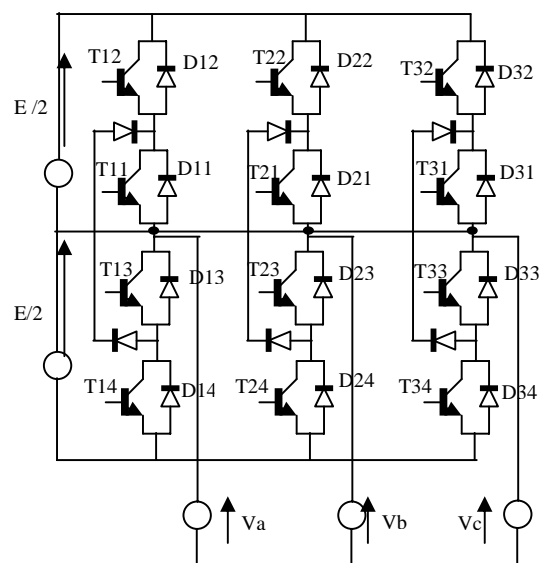 T12 D12 T22 D22 T32 D32
E /2
T11 D11 T21 D21 T31 D31
T13 D13 T23 D23 T33 D33
E/2
T14 D14 T24 D24 T34 D34
Va Vb Vc